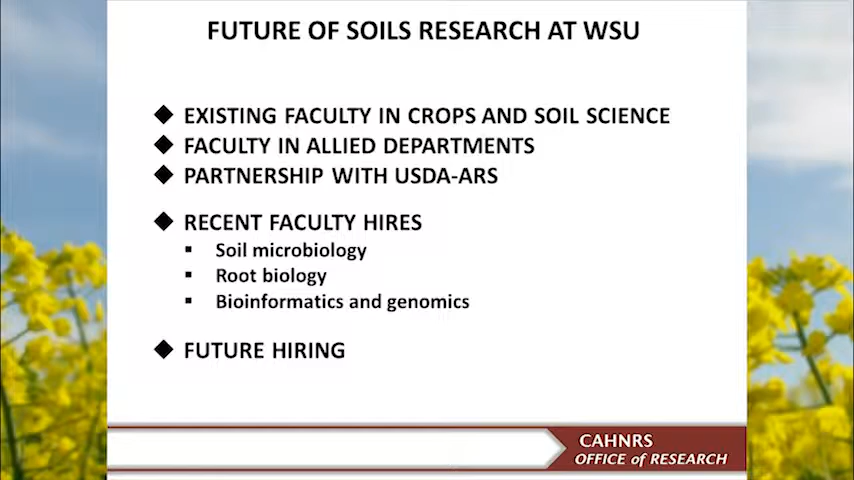 FUTURE OF SOILS RESEARCH AT WSU
◆ EXISTING FACULTY IN CROPS AND SOIL SCIENCE
◆ FACULTY IN ALLIED DEPARTMENTS
◆ PARTNERSHIP WITH USDA-ARS
◆ RECENT FACULTY HIRES
▪ Soil microbiology
▪ Root biology
▪ Bioinformatics and genomics
◆ FUTURE HIRING
CAHNRS
OFFICE of RESEARCH